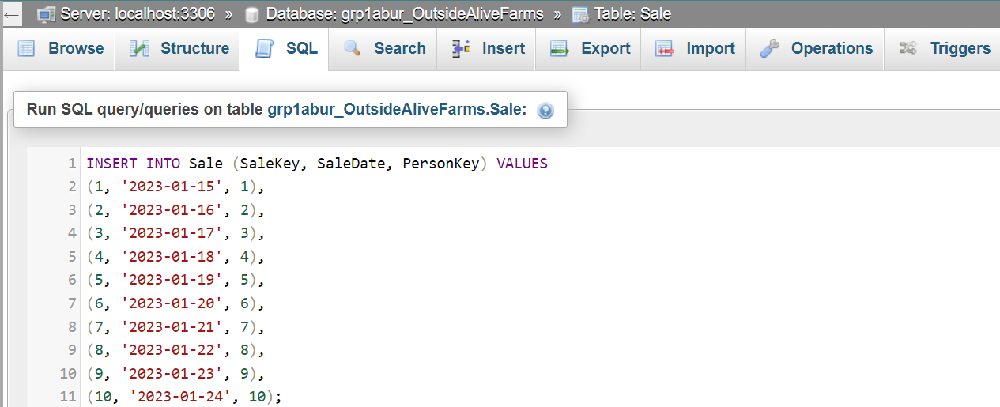 Server: localhost:3306 » Database: grp1abur_OutsideAliveFarms » Table: Sale
Browse Structure SQL Search Insert Export Import Operations Triggers
Run SQL query/queries on table grp1abur_OutsideAliveFarms.Sale:
1 INSERT INTO Sale (SaleKey, SaleDate, PersonKey) VALUES
2 (1, '2023-01-15', 1),
3 (2, '2023-01-16', 2),
4 (3, '2023-01-17', 3),
5 (4, '2023-01-18', 4),
6 (5, '2023-01-19', 5),
7 (6, '2023-01-20', 6),
8 (7, '2023-01-21', 7),
9 (8, '2023-01-22', 8),
10 (9, '2023-01-23', 9),
11 (10, '2023-01-24', 10);